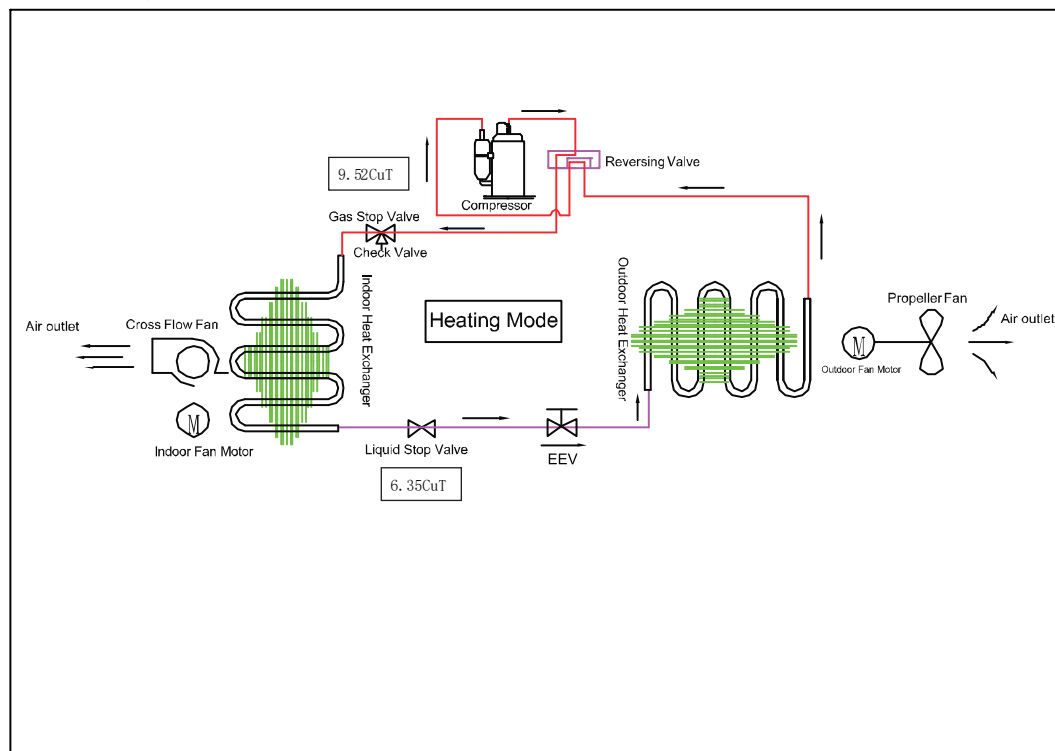 Reversing Valve
9.52CuT
Compressor
Gas Stop Valve
Check Valve
Indoor Heat Exchanger
Outdoor Heat Exchanger
Heating Mode
Propeller Fan
Air outlet
Cross Flow Fan
Air outlet
M
Outdoor Fan Motor
M
Indoor Fan Motor
Liquid Stop Valve
EEV
6.35CuT